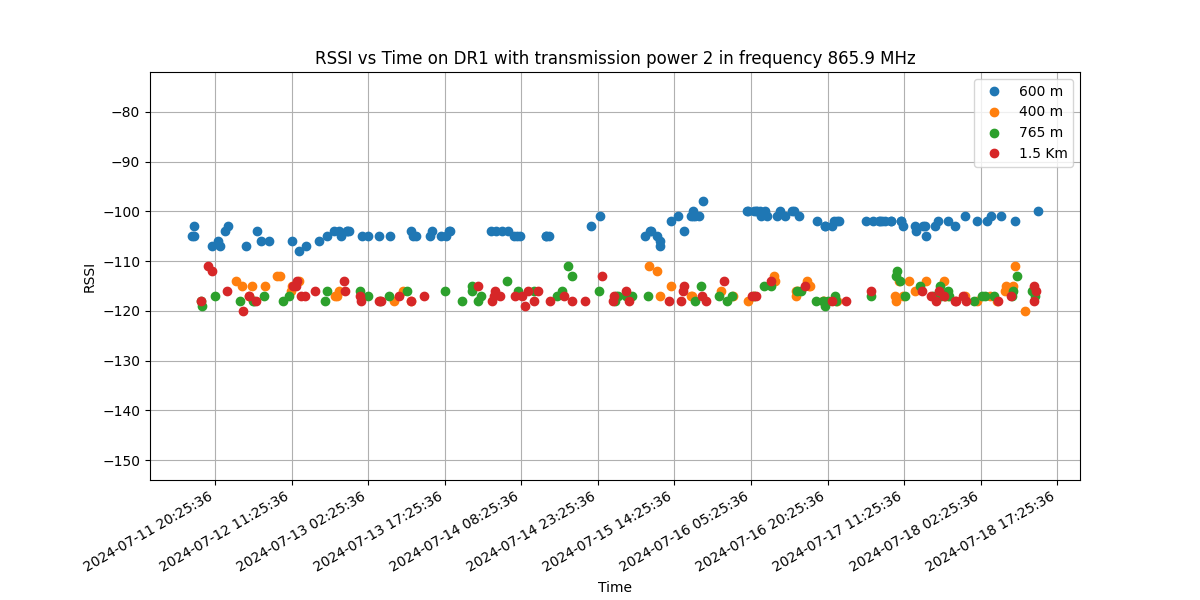 RSSI vs Time on DR1 with transmission power 2 in frequency 865.9 MHz
600 m
400 m
765 m
1.5 Km
−80
−90
−100
−110
−120
−130
−140
−150
RSSI
2024-07-11 20:25:36
2024-07-12 11:25:36
2024-07-13 02:25:36
2024-07-13 17:25:36
2024-07-14 08:25:36
2024-07-14 23:25:36
2024-07-15 14:25:36
2024-07-16 05:25:36
2024-07-16 20:25:36
2024-07-17 11:25:36
2024-07-18 02:25:36
2024-07-18 17:25:36
Time